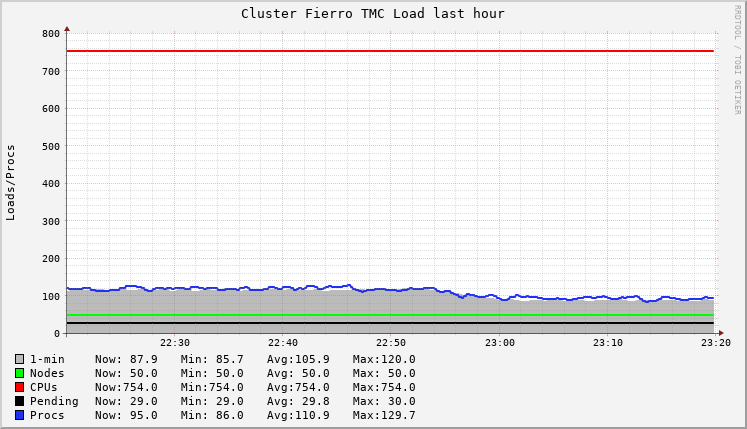 Cluster Fierro TMC Load last hour
RRDTOOL / TOBI OETIKER
Loads/Procs
800
700
600
500
400
300
200
100
0
22:30 22:40 22:50 23:00 23:10 23:20
1-min Now: 87.9 Min: 85.7 Avg:105.9 Max:120.0
Nodes Now: 50.0 Min: 50.0 Avg: 50.0 Max: 50.0
CPUs Now:754.0 Min:754.0 Avg:754.0 Max:754.0
Pending Now: 29.0 Min: 29.0 Avg: 29.8 Max: 30.0
Procs Now: 95.0 Min: 86.0 Avg:110.9 Max:129.7